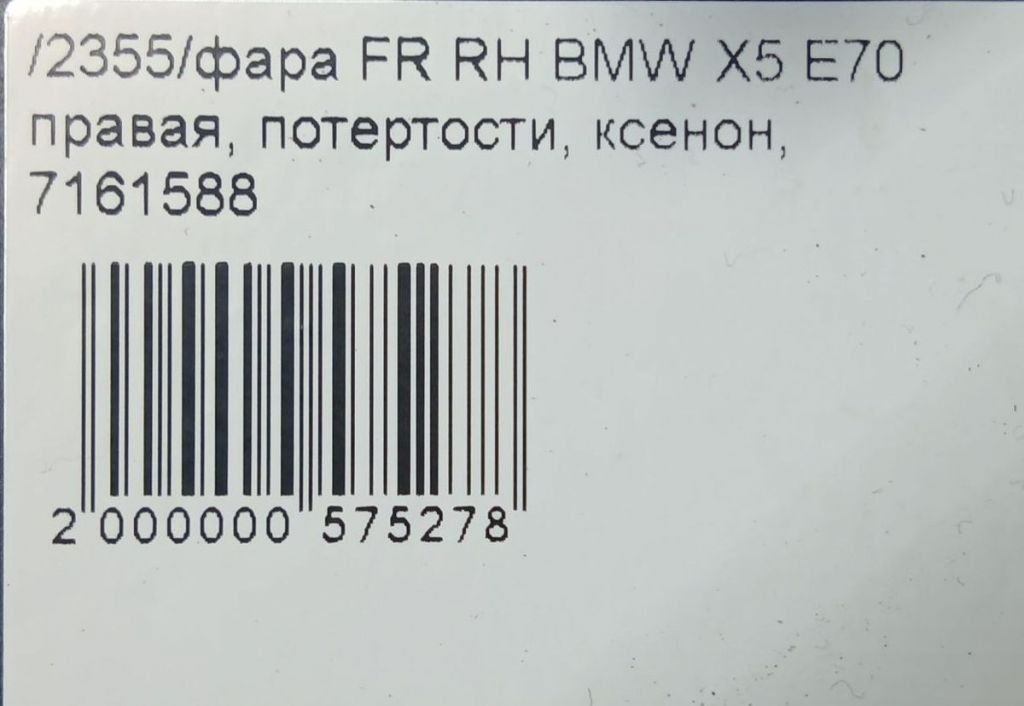 /2355/фара FR RH BMW X5 E70
правая, потертости, ксенон,
7161588
2 000000 575278